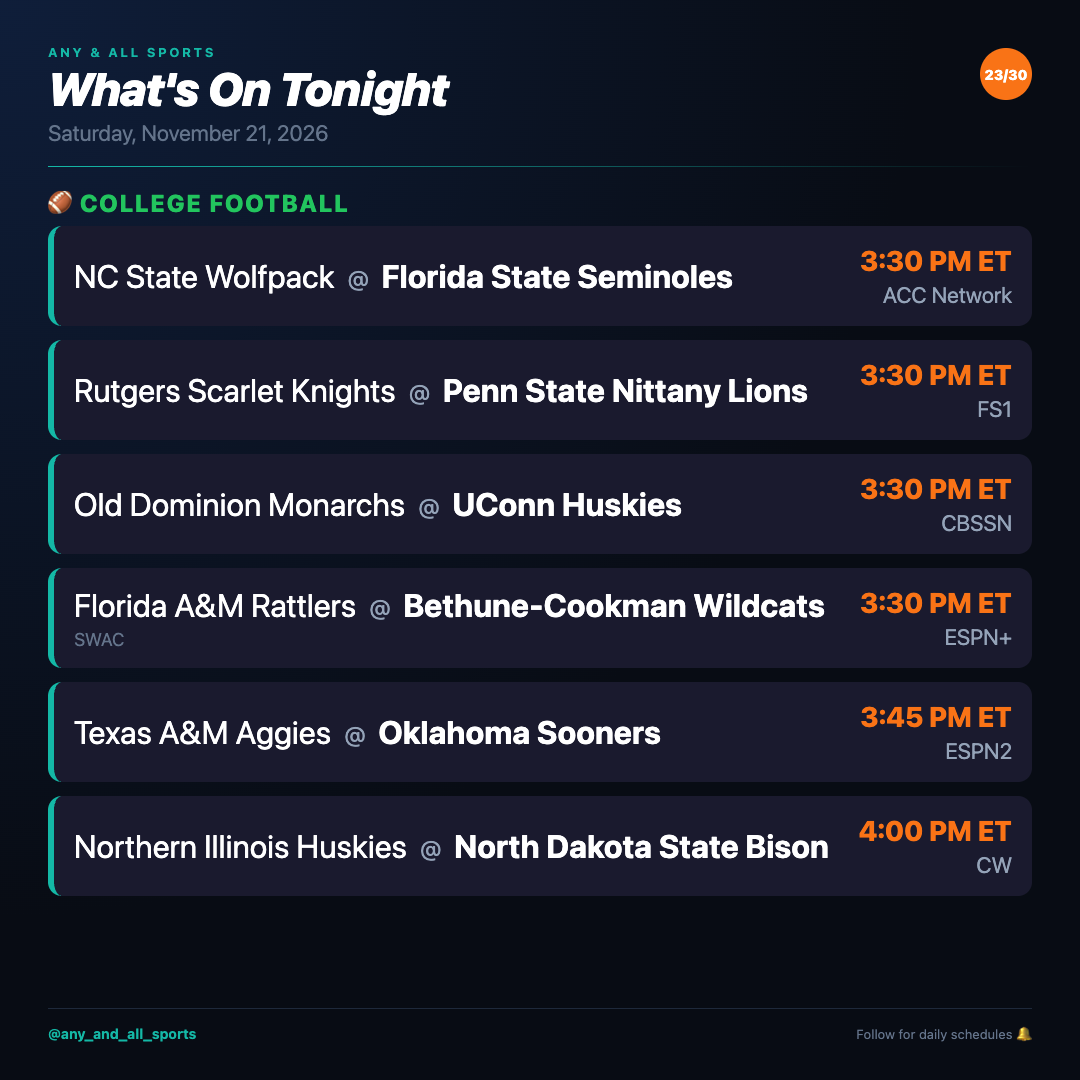 ANY & ALL SPORTS
What's On Tonight
23/30
Saturday, November 21, 2026
🏈 COLLEGE FOOTBALL
NC State Wolfpack @ Florida State Seminoles
3:30 PM ET
ACC Network
Rutgers Scarlet Knights @ Penn State Nittany Lions
3:30 PM ET
FS1
Old Dominion Monarchs @ UConn Huskies
3:30 PM ET
CBSSN
Florida A&M Rattlers @ Bethune-Cookman Wildcats
SWAC
3:30 PM ET
ESPN+
Texas A&M Aggies @ Oklahoma Sooners
3:45 PM ET
ESPN2
Northern Illinois Huskies @ North Dakota State Bison
4:00 PM ET
CW
@any_and_all_sports
Follow for daily schedules 🔔